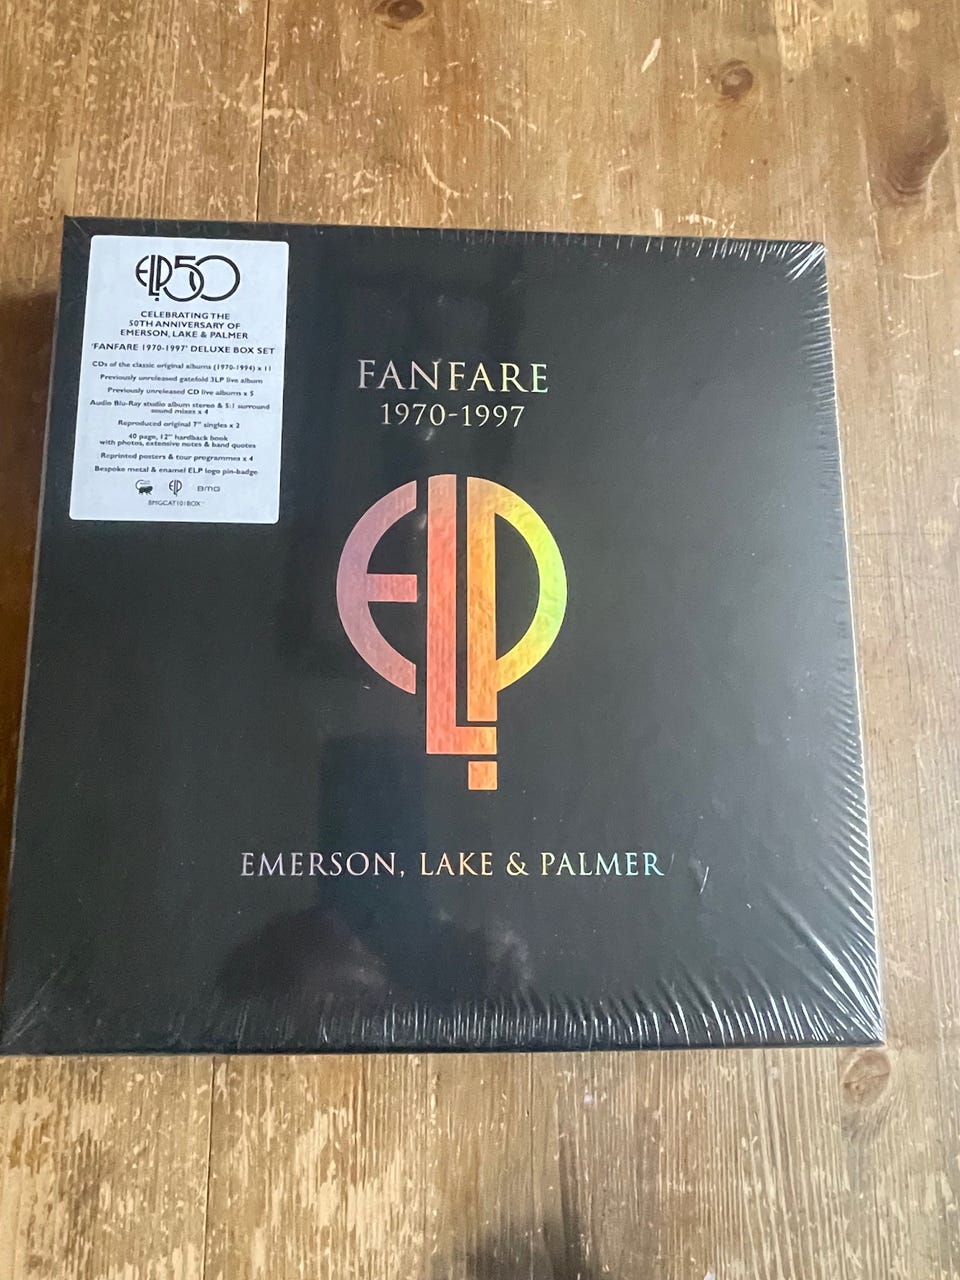 ELP50
CELEBRATING THE
50TH ANNIVERSARY OF
EMERSON, LAKE & PALMER
'FANFARE 1970-1997' DELUXE BOX SET
CDs of the classic original albums (1970-1994) x 11
Previously unreleased gatefold 3LP live album
Previously unreleased CD live albums x 5
Audio Blu-Ray studio album stereo & 5:1 surround
sound mixes x 4
Reproduced original 7" singles x 2
40 page, 12" hardback book
with photos, extensive notes & band quotes
Reprinted posters & tour programmes x 4
Bespoke metal & enamel ELP logo pin-badge
ELP BMG
BMGCAT101BOX
FANFARE
1970-1997
ELP
EMERSON, LAKE & PALMER